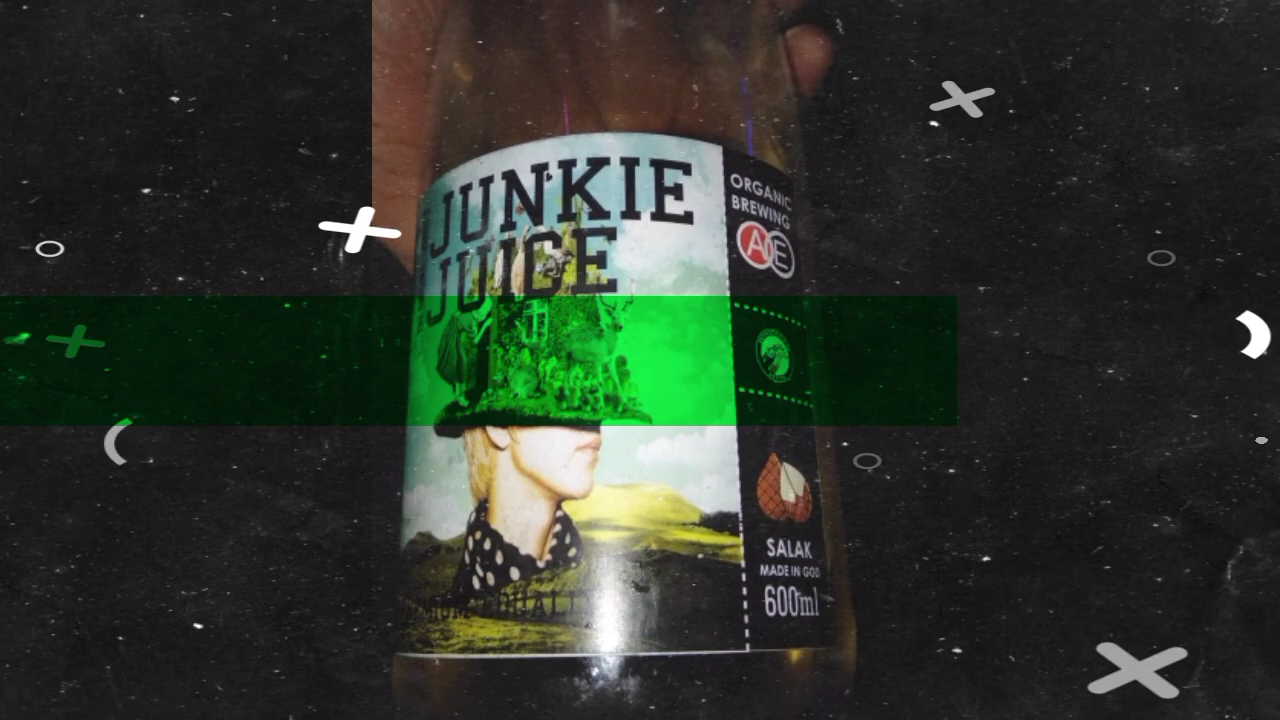 JUNKIE
JUICE
ORGANIC
BREWING
AE
SALAK
MADE IN GOD
600ml